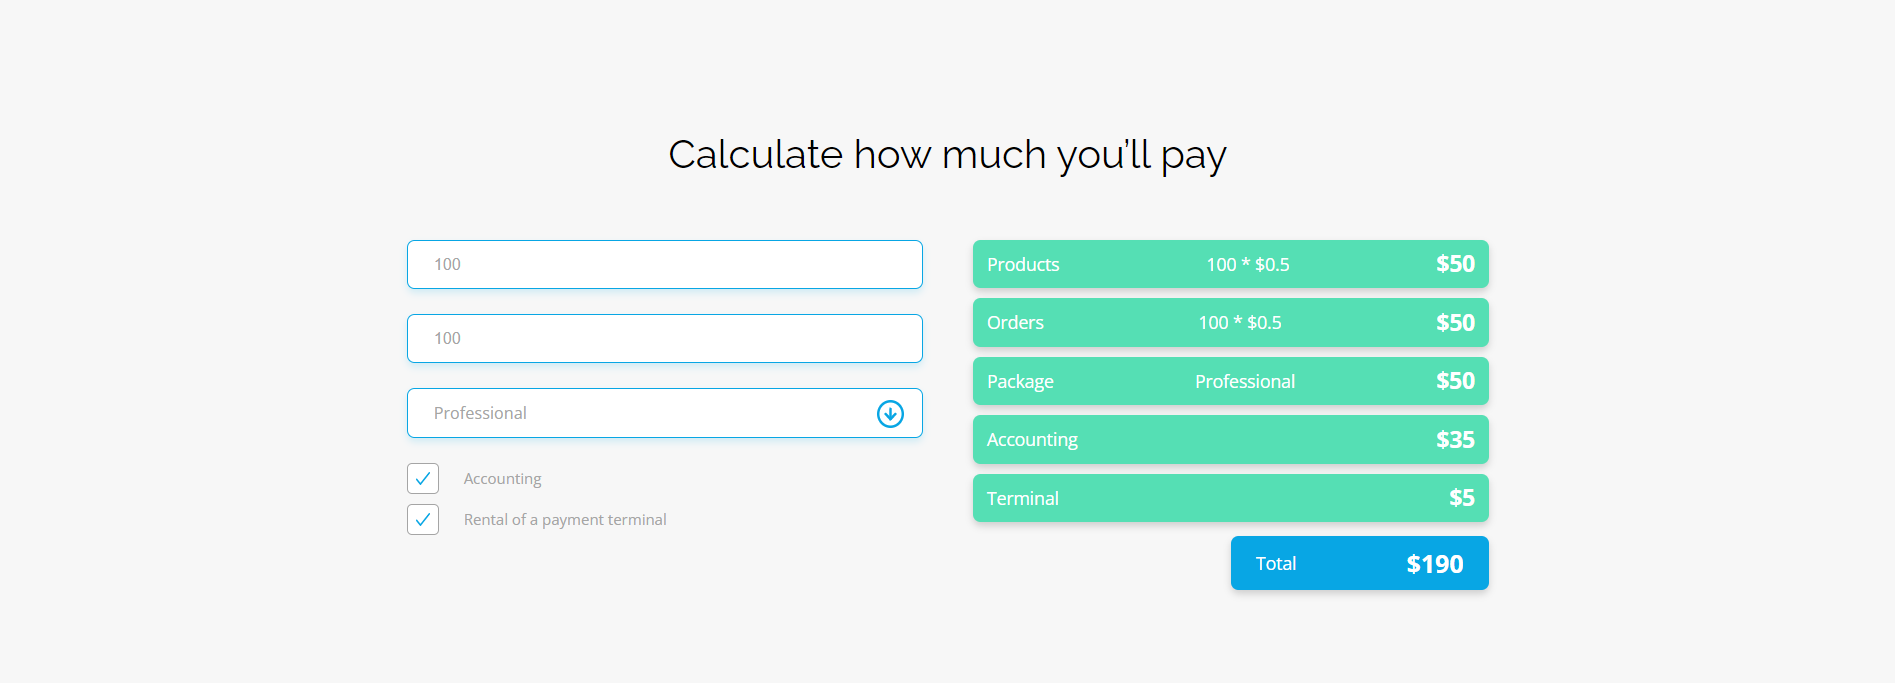 Calculate how much you’ll pay
100
100
Professional
Accounting
Rental of a payment terminal
Products 100 * $0.5 $50
Orders 100 * $0.5 $50
Package Professional $50
Accounting $35
Terminal $5
Total $190